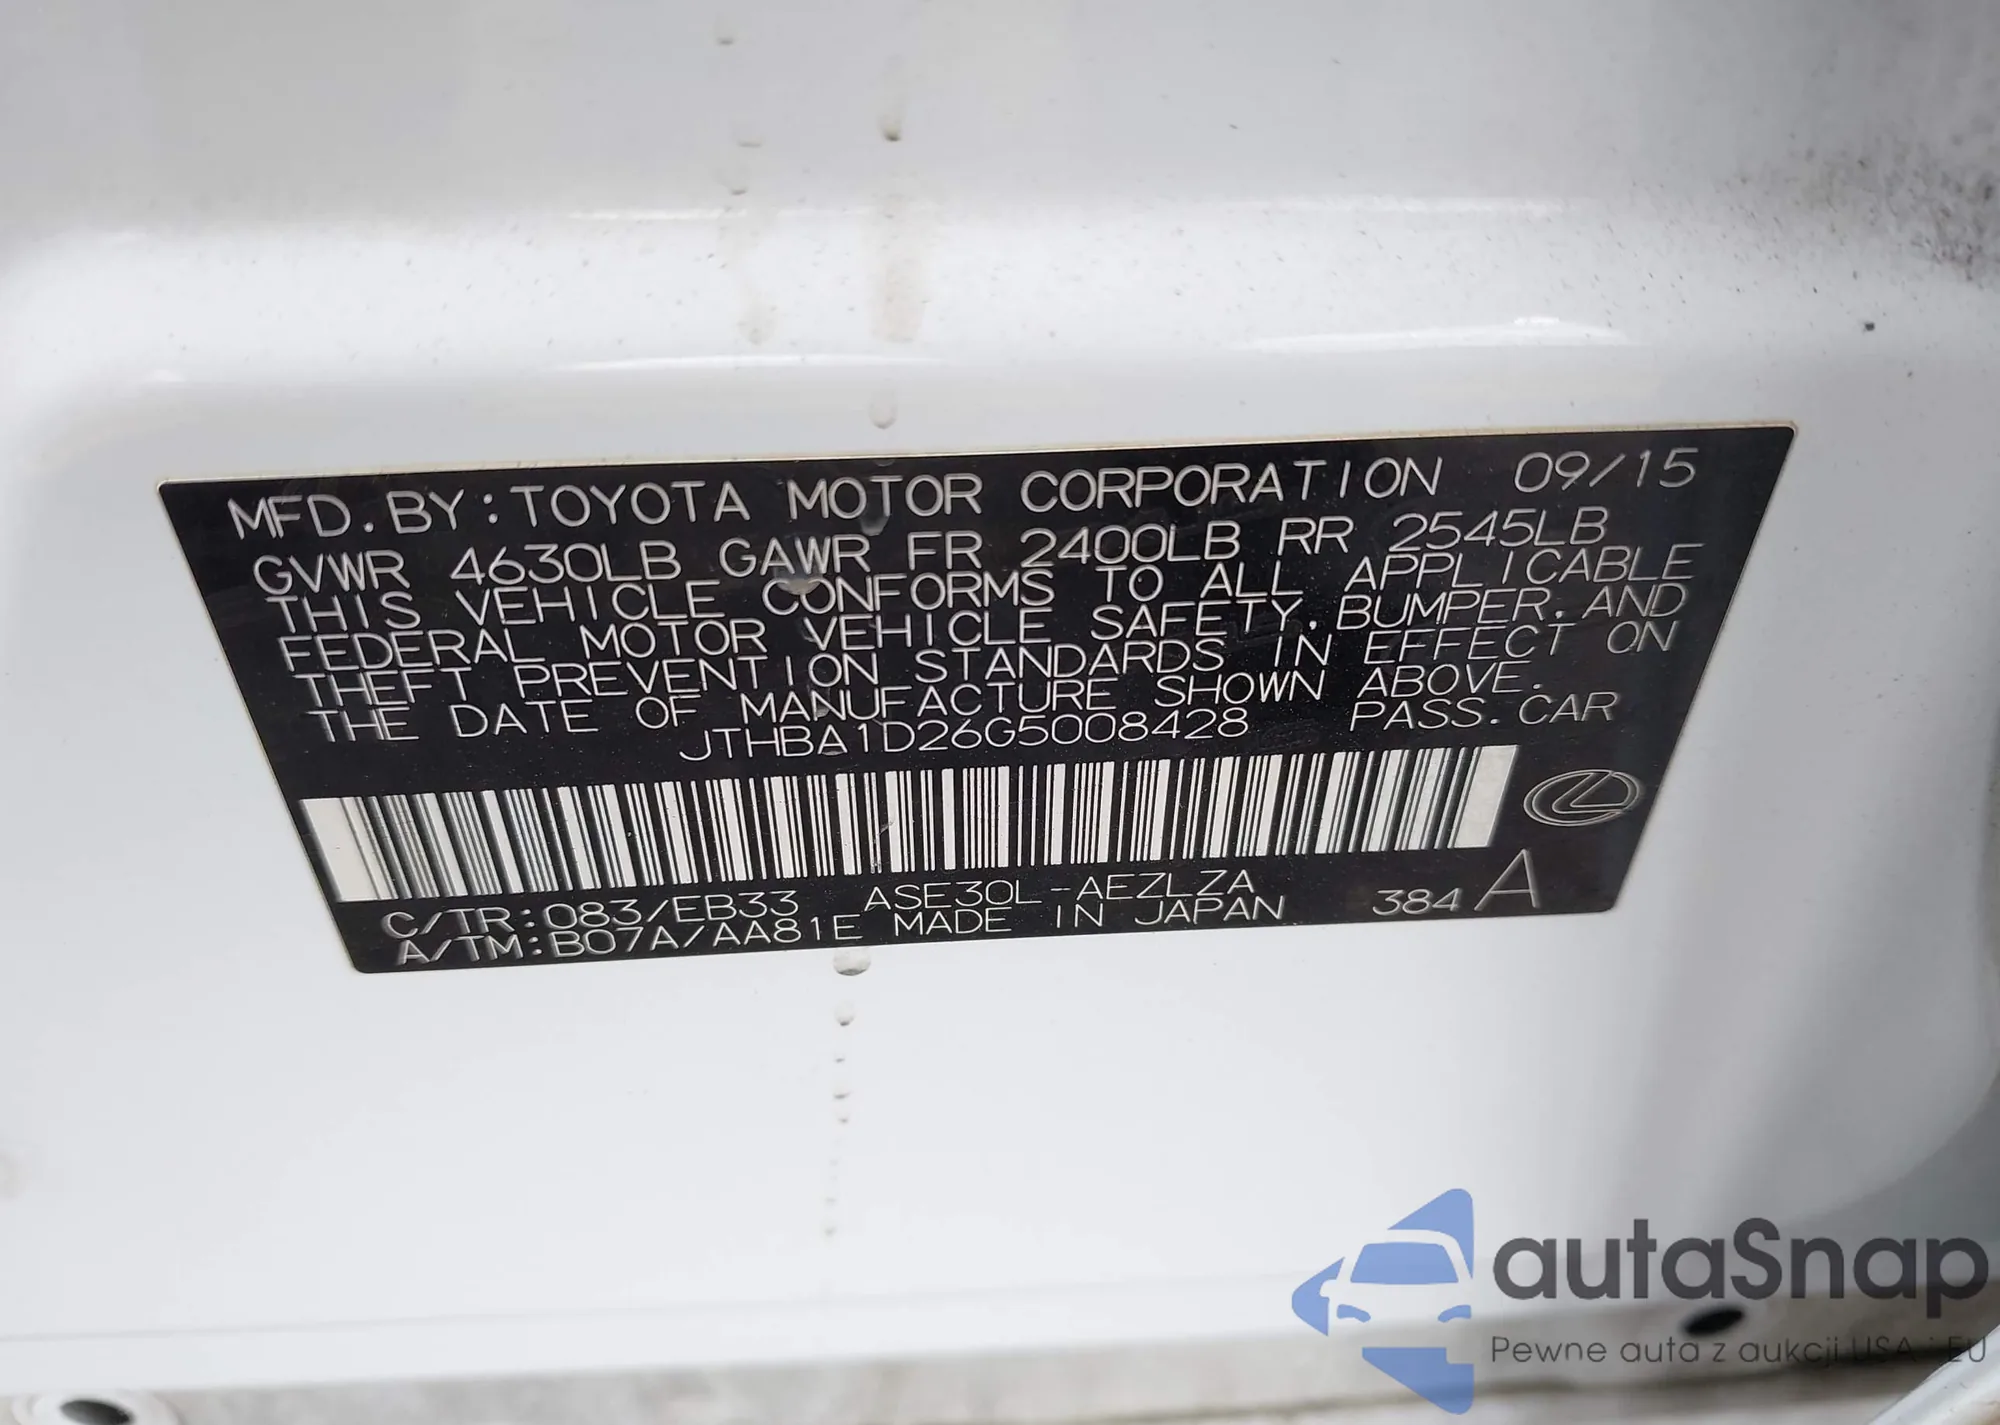 MFD. BY: TOYOTA MOTOR CORPORATION 09/15
GVWR 4630LB GAWR FR 2400LB RR 2545LB
THIS VEHICLE CONFORMS TO ALL APPLICABLE
FEDERAL MOTOR VEHICLE SAFETY, BUMPER, AND
THEFT PREVENTION STANDARDS IN EFFECT ON
THE DATE OF MANUFACTURE SHOWN ABOVE.
JTHBA1D26G5008428 PASS. CAR
C/TR: 083/EB33 ASE30L-AEZLZA
A/TM: B07A/AA81E MADE IN JAPAN 384 A
autaSnap
Pewne auta z aukcji USA i EU